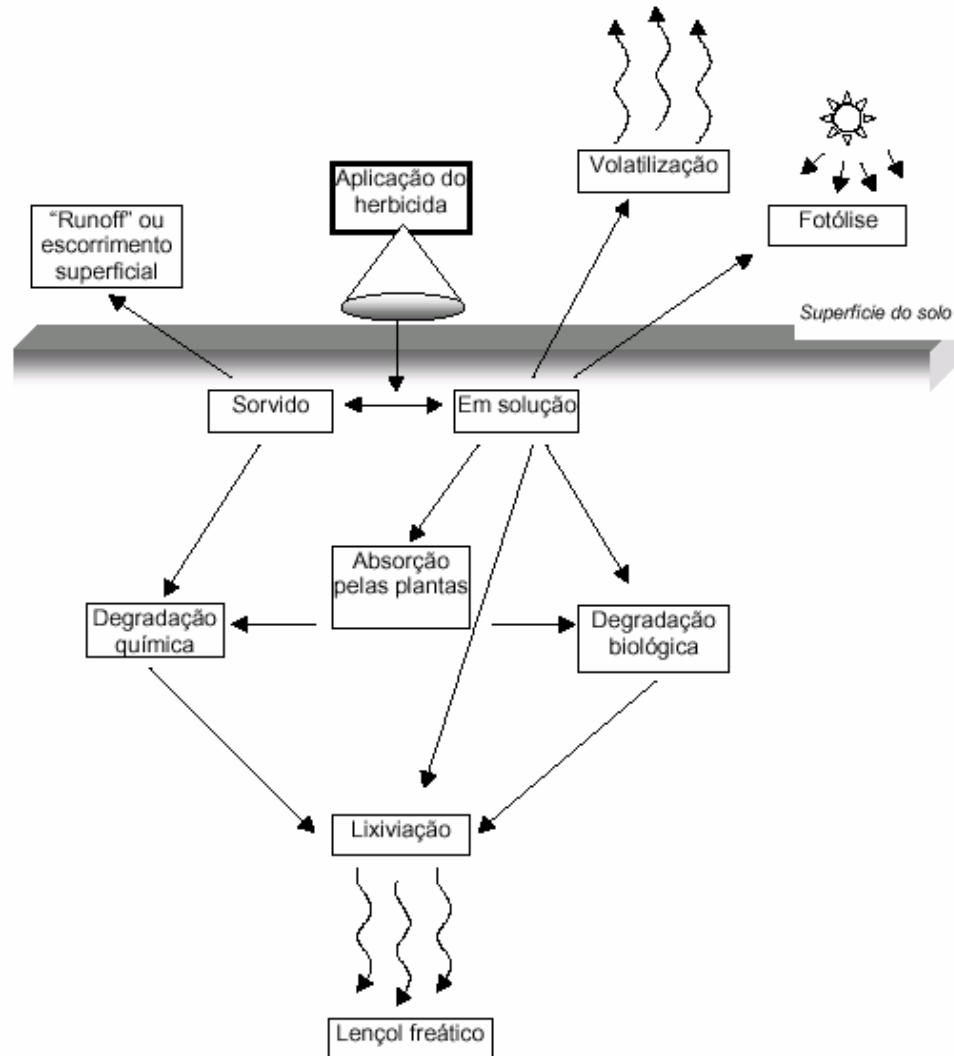 Volatilização
Aplicação do
herbicida
"Runoff" ou
escorrimento
superficial
Fotólise
Superfície do solo
Sorvido
Em solução
Absorção
pelas plantas
Degradação
química
Degradação
biológica
Lixiviação
Lençol freático